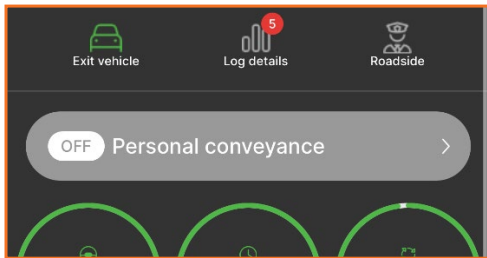 5
Exit vehicle
Log details
Roadside
OFF Personal conveyance